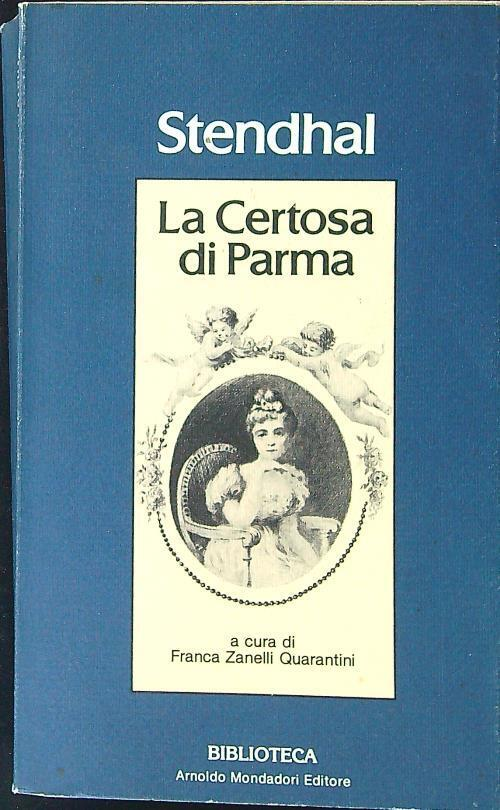 Stendhal
La Certosa
di Parma
a cura di
Franca Zanelli Quarantini
BIBLIOTECA
Arnoldo Mondadori Editore